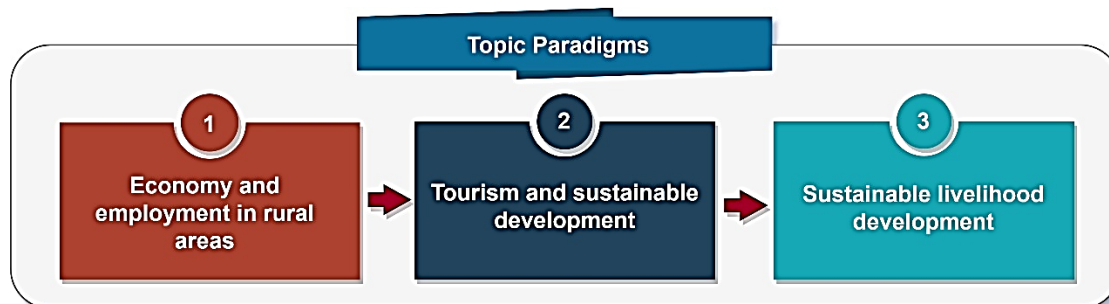 Topic Paradigms
1
Economy and
employment in rural
areas
2
Tourism and sustainable
development
3
Sustainable livelihood
development